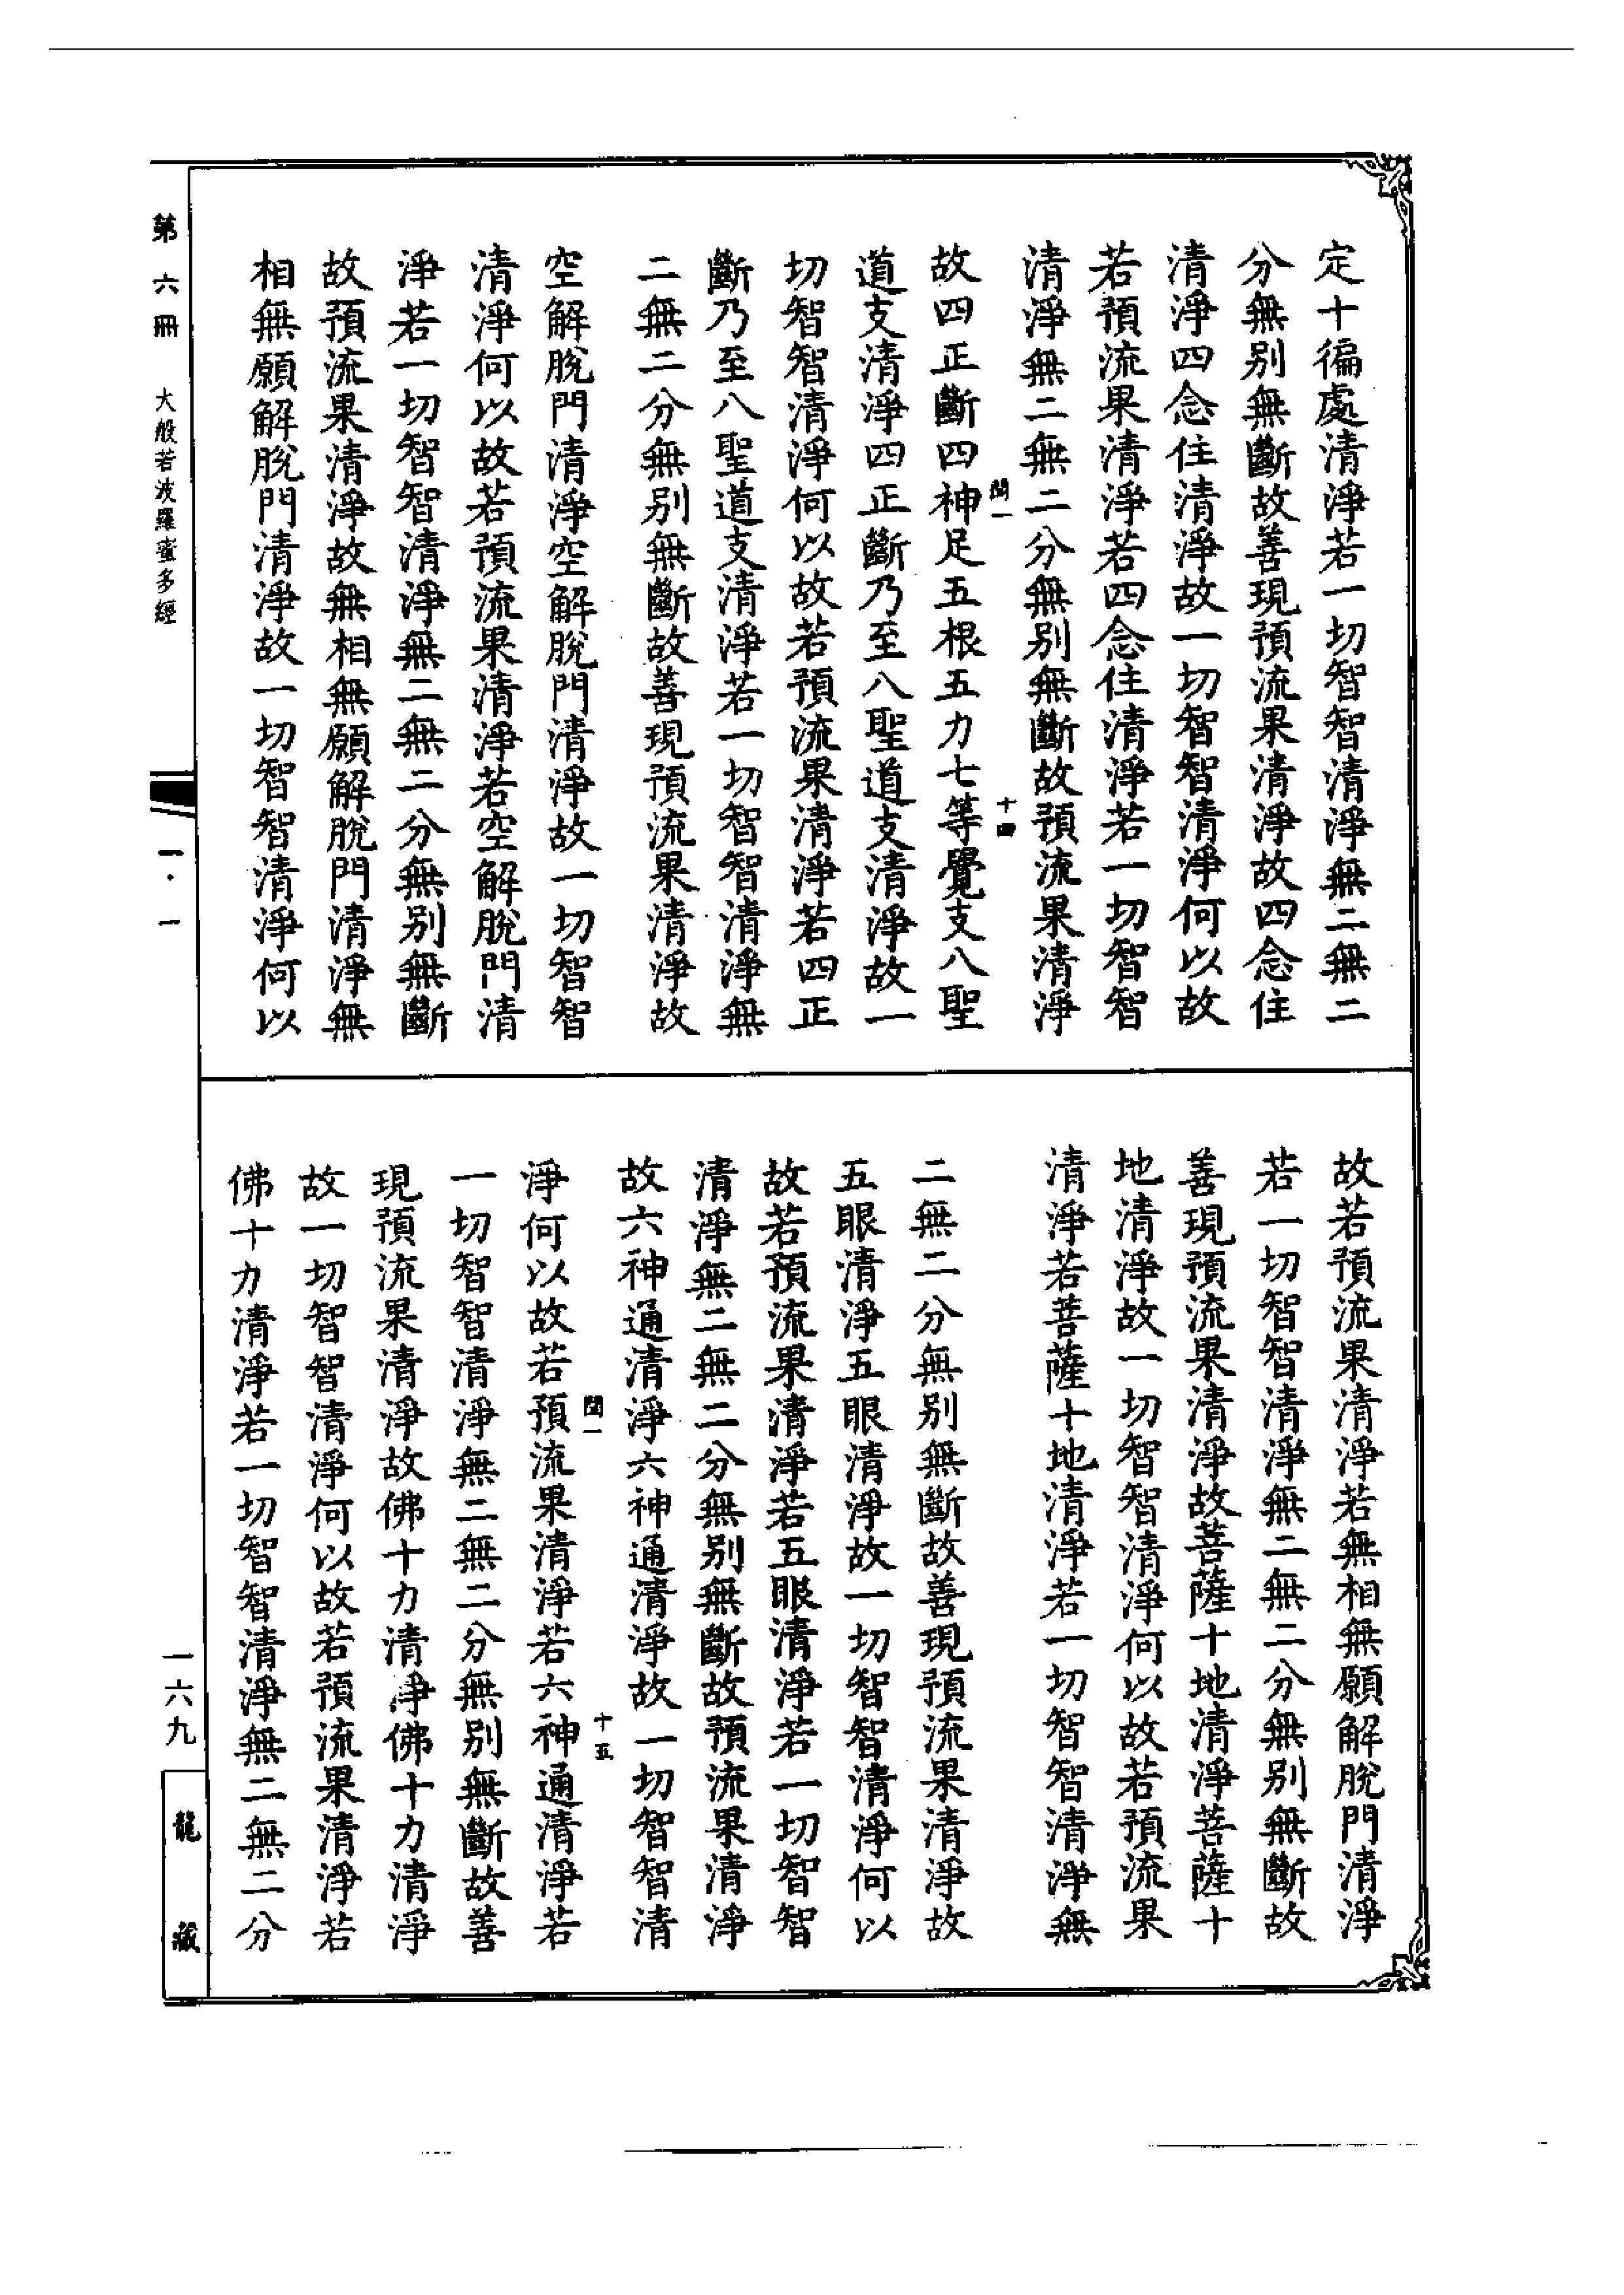 定十徧處清淨若一切智智清淨無二無二
分無别無斷故善現預流果清淨故四念住
清淨四念住清淨故一切智智清淨何以故
若預流果清淨若四念住清淨若一切智智
清淨無二無二分無别無斷故預流果清淨
故四正斷四神足五根五力七等覺支八聖
道支清淨四正斷乃至八聖道支清淨故一
切智智清淨何以故若預流果清淨若四正
斷乃至八聖道支清淨若一切智智清淨無
二無二分無别無斷故善現預流果清淨故
空解脫門清淨空解脫門清淨故一切智智
清淨何以故若預流果清淨若空解脫門清
淨若一切智智清淨無二無二分無别無斷
故預流果清淨故無相無願解脫門清淨無
相無願解脫門清淨故一切智智清淨何以
十四
故若預流果清淨若無相無願解脫門清淨
若一切智智清淨無二無二分無别無斷故
善現預流果清淨故菩薩十地清淨菩薩十
地清淨故一切智智清淨何以故若預流果
清淨若菩薩十地清淨若一切智智清淨無
二無二分無别無斷故善現預流果清淨故
五眼清淨五眼清淨故一切智智清淨何以
故若預流果清淨若五眼清淨若一切智智
清淨無二無二分無别無斷故預流果清淨
故六神通清淨六神通清淨故一切智智清
淨何以故若預流果清淨若六神通清淨若
一切智智清淨無二無二分無别無斷故善
現預流果清淨故佛十力清淨佛十力清淨
故一切智智清淨何以故若預流果清淨若
佛十力清淨若一切智智清淨無二無二分
十五
第六冊 大般若波羅蜜多經
一·一
一六九
龍藏